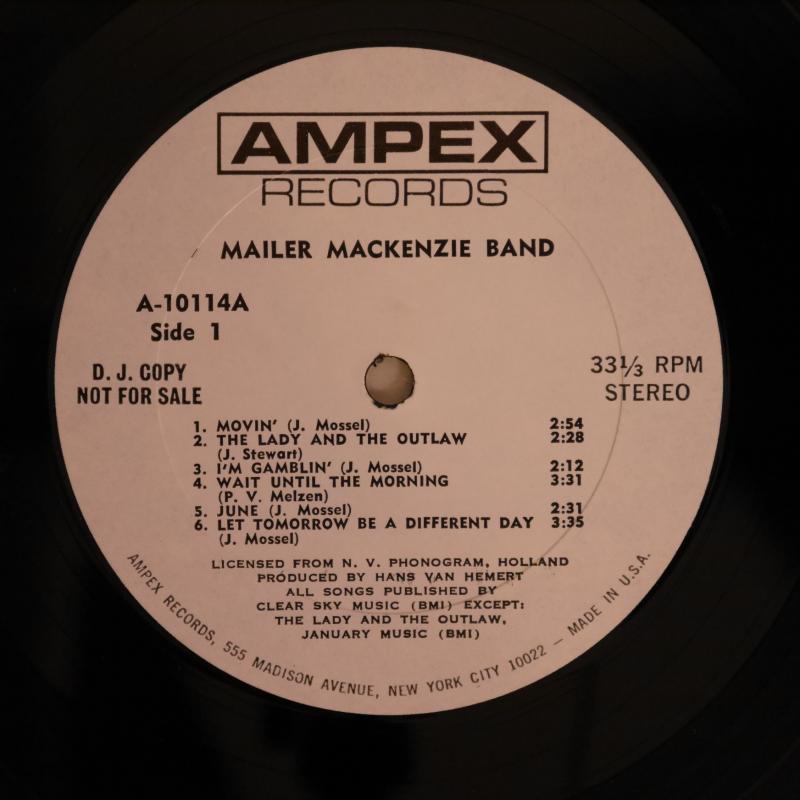 AMPEX
RECORDS
MAILER MACKENZIE BAND
A-10114A
Side 1
D. J. COPY
NOT FOR SALE
33⅓ RPM
STEREO
1. MOVIN' (J. Mossel) 2:54
2. THE LADY AND THE OUTLAW 2:28
(J. Stewart)
3. I'M GAMBLIN' (J. Mossel) 2:12
4. WAIT UNTIL THE MORNING 3:31
(P. V. Melzen)
5. JUNE (J. Mossel) 2:31
6. LET TOMORROW BE A DIFFERENT DAY 3:35
(J. Mossel)
LICENSED FROM N. V. PHONOGRAM, HOLLAND
PRODUCED BY HANS VAN HEMERT
ALL SONGS PUBLISHED BY
CLEAR SKY MUSIC (BMI) EXCEPT:
THE LADY AND THE OUTLAW,
JANUARY MUSIC (BMI)
AMPEX RECORDS, 555 MADISON AVENUE, NEW YORK CITY 10022 — MADE IN U.S.A.